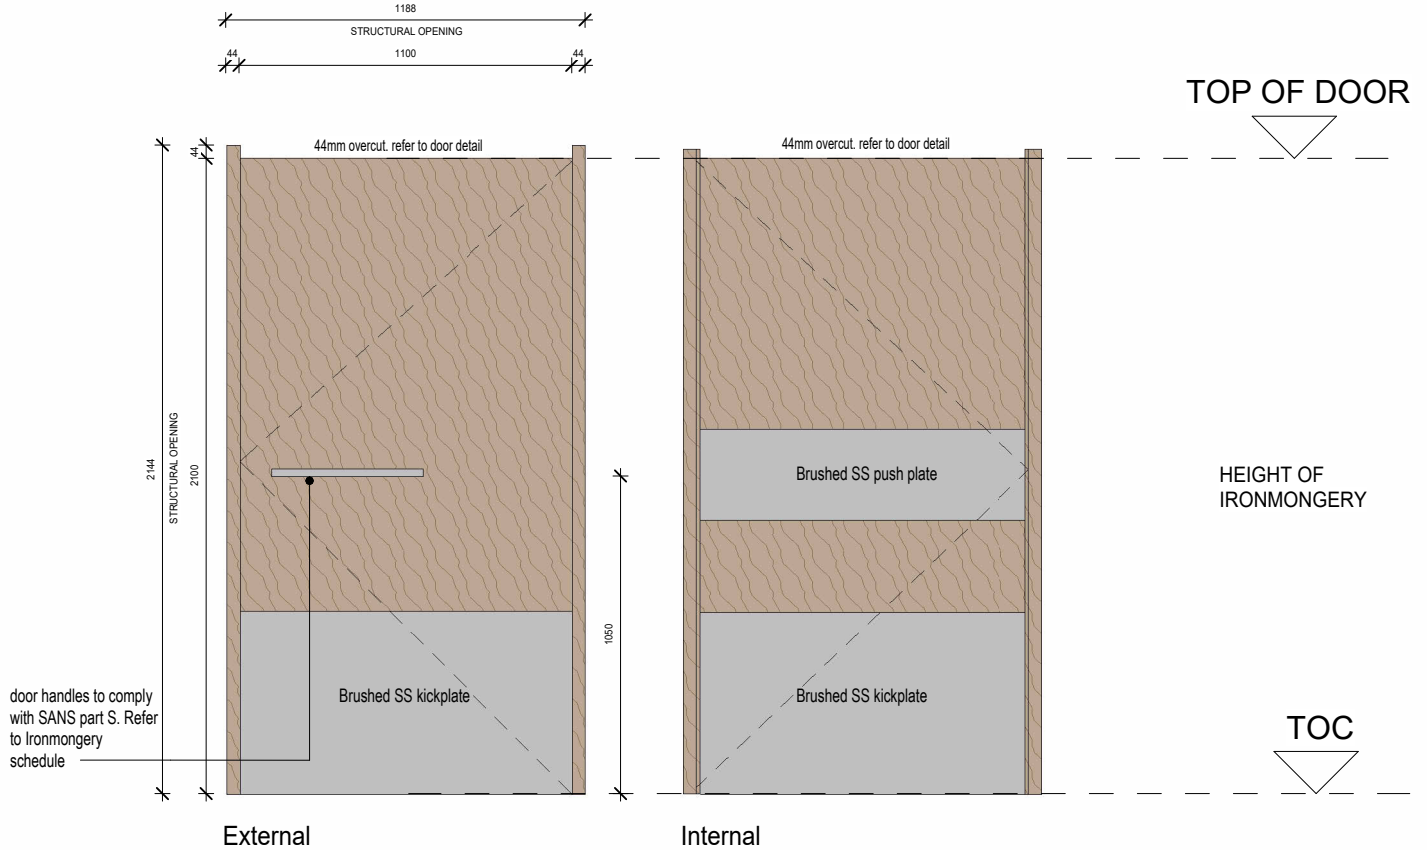 1188
STRUCTURAL OPENING
44
1100
44
TOP OF DOOR
44
44mm overcut. refer to door detail
44mm overcut. refer to door detail
2144
STRUCTURAL OPENING
2100
Brushed SS push plate
HEIGHT OF
IRONMONGERY
1050
door handles to comply
with SANS part S. Refer
to Ironmongery
schedule
Brushed SS kickplate
Brushed SS kickplate
TOC
External
Internal